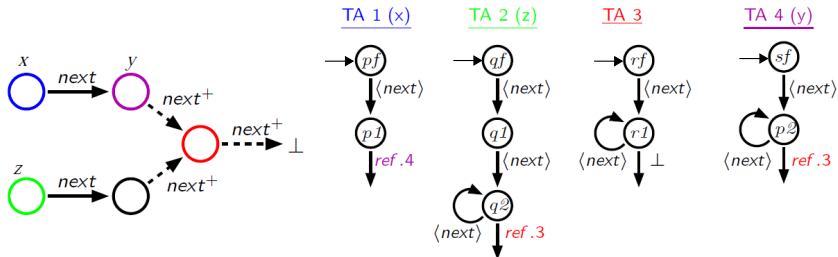 TA 1 (x)
TA 2 (z)
TA 3
TA 4 (y)
x
y
next
next⁺
next⁺
⊥
z
next
next⁺
pf
⟨next⟩
p1
ref.4
qf
⟨next⟩
q1
⟨next⟩
q2
⟨next⟩
ref.3
rf
⟨next⟩
r1
⟨next⟩
⊥
sf
⟨next⟩
p2
⟨next⟩
ref.3